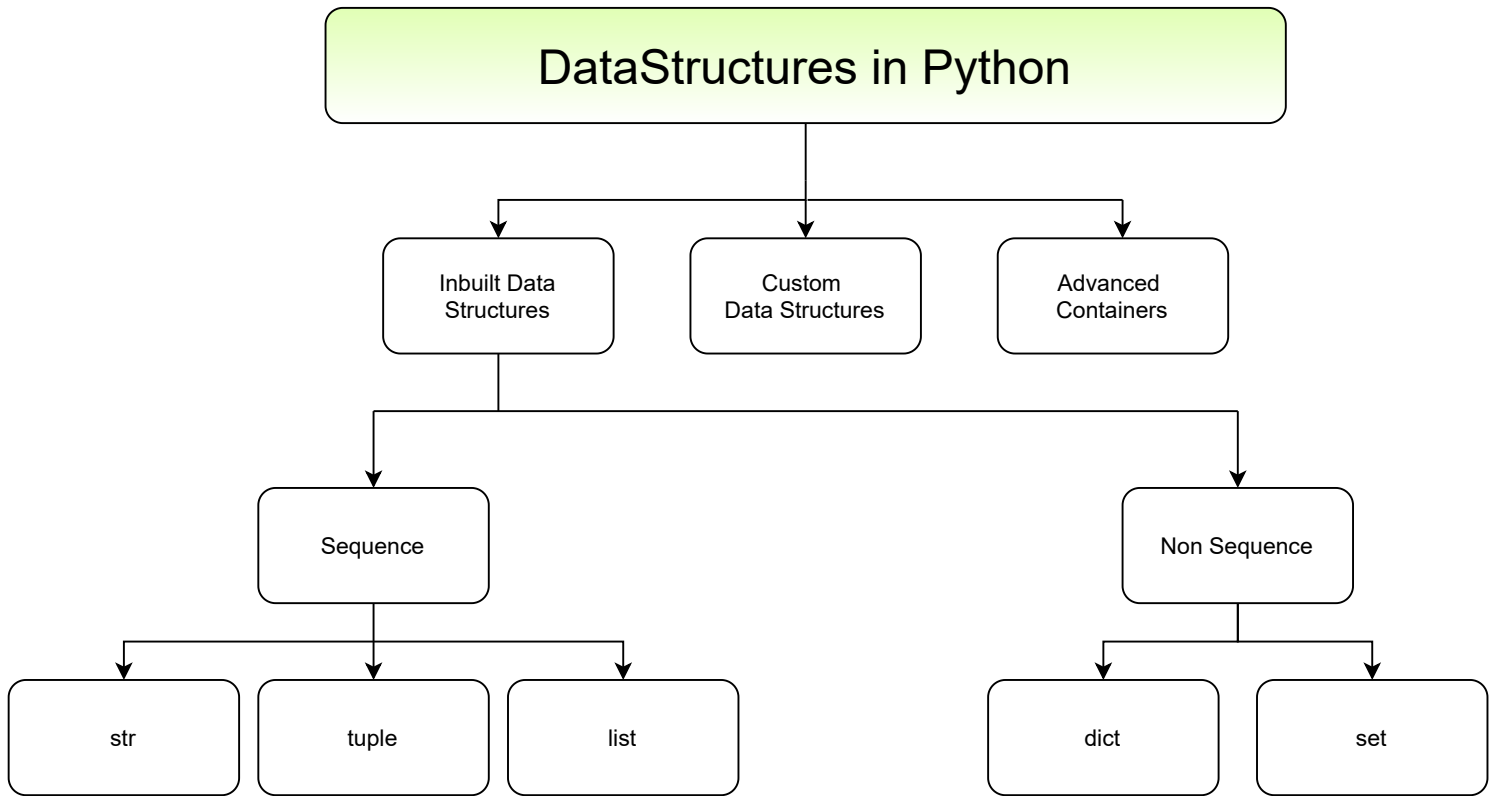 DataStructures in Python
Inbuilt Data
Structures
Custom
Data Structures
Advanced
Containers
Sequence
Non Sequence
str
tuple
list
dict
set